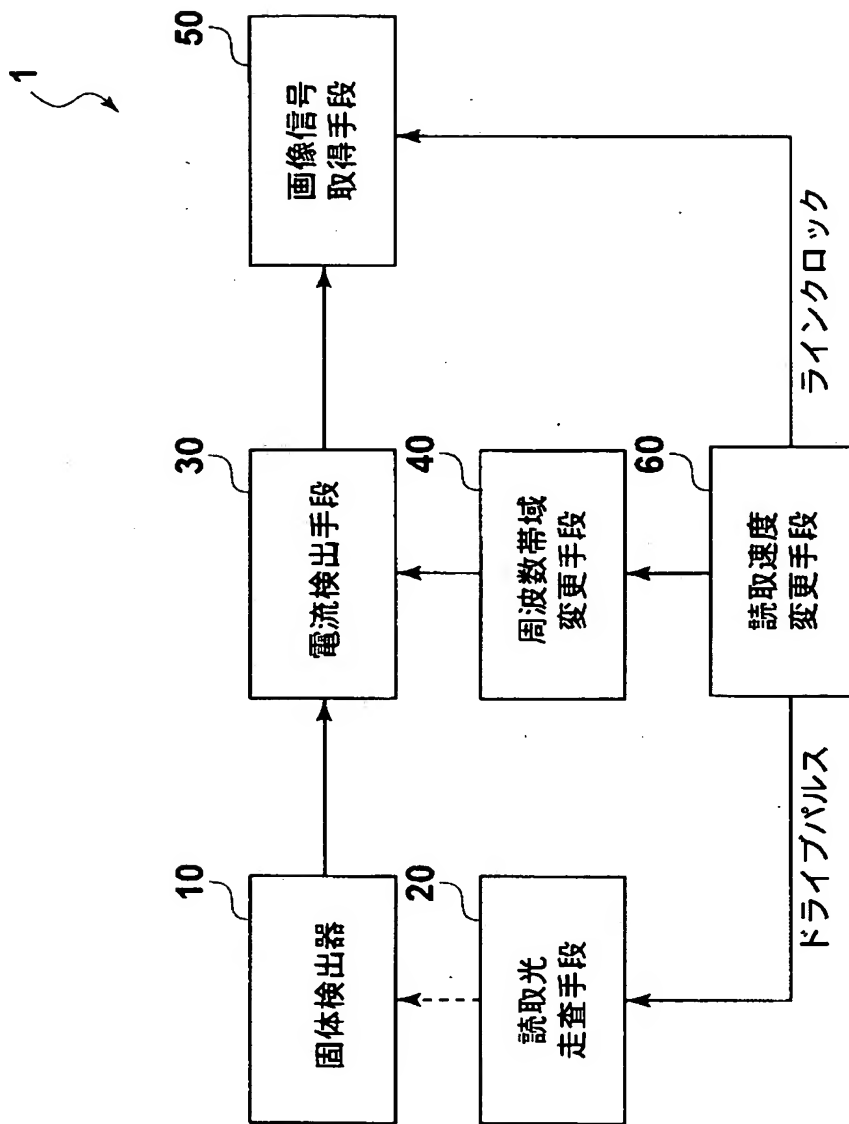 1
10
固体検出器
30
電流検出手段
50
画像信号
取得手段
20
読取光
走査手段
40
周波数帯域
変更手段
60
読取速度
変更手段
ドライブパルス
ラインクロック